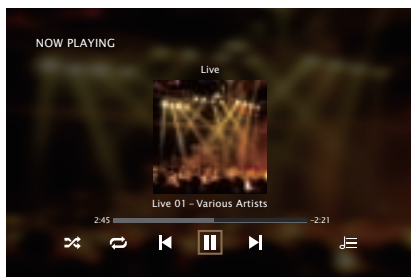 NOW PLAYING
Live
Live 01 – Various Artists
2:45
-2:21